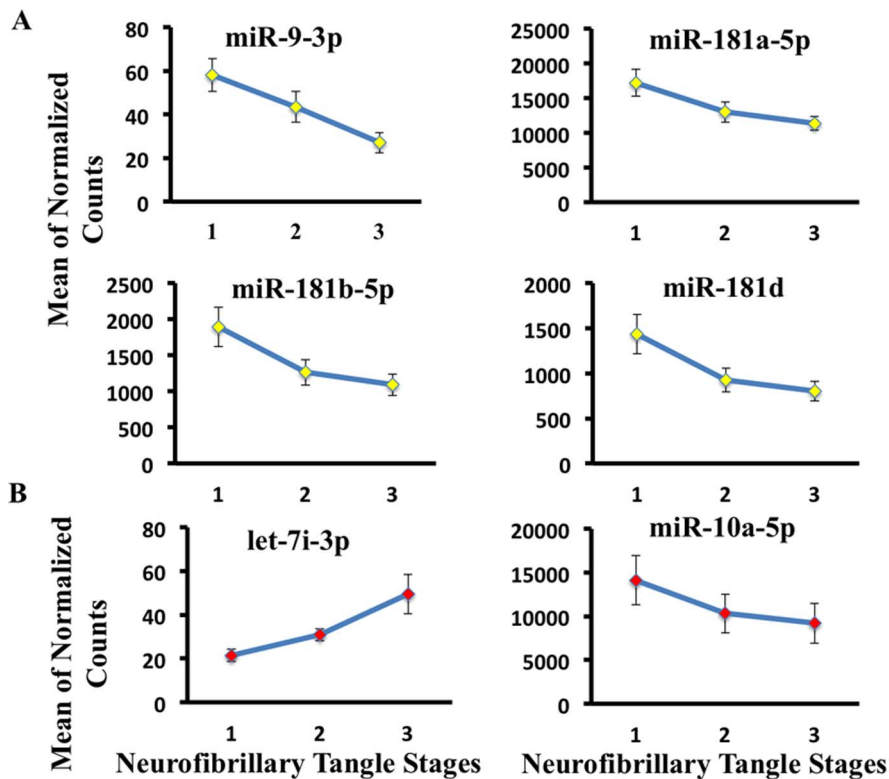 A
miR-9-3p
80
60
40
20
0
1 2 3
miR-181a-5p
25000
20000
15000
10000
5000
0
1 2 3
Mean of Normalized
Counts
miR-181b-5p
2500
2000
1500
1000
500
0
1 2 3
miR-181d
2000
1500
1000
500
0
1 2 3
B
let-7i-3p
80
60
40
20
0
1 2 3
miR-10a-5p
20000
15000
10000
5000
0
1 2 3
Mean of Normalized
Counts
Neurofibrillary Tangle Stages
Neurofibrillary Tangle Stages